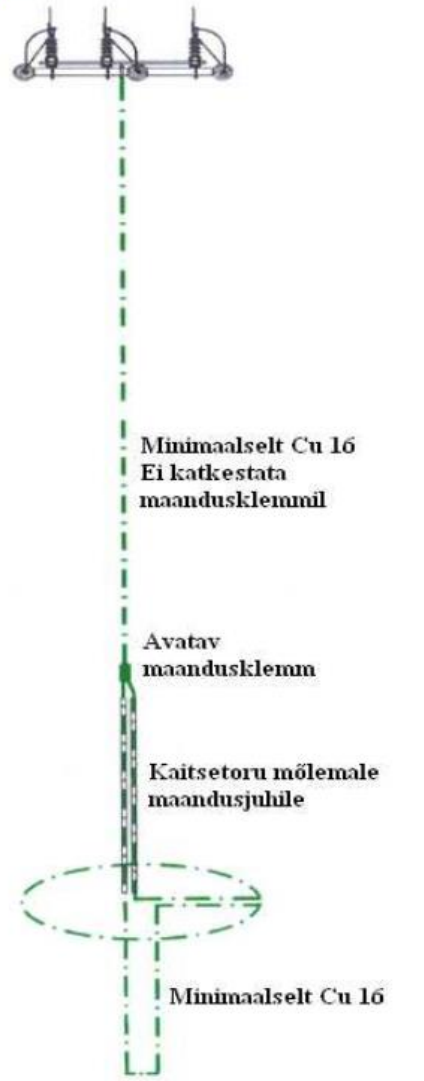 Minimaalselt Cu 16
Ei katkestata
maandusklemmil
Avatav
maandusklemm
Kaitsetoru mõlemale
maandusjuhile
Minimaalselt Cu 16